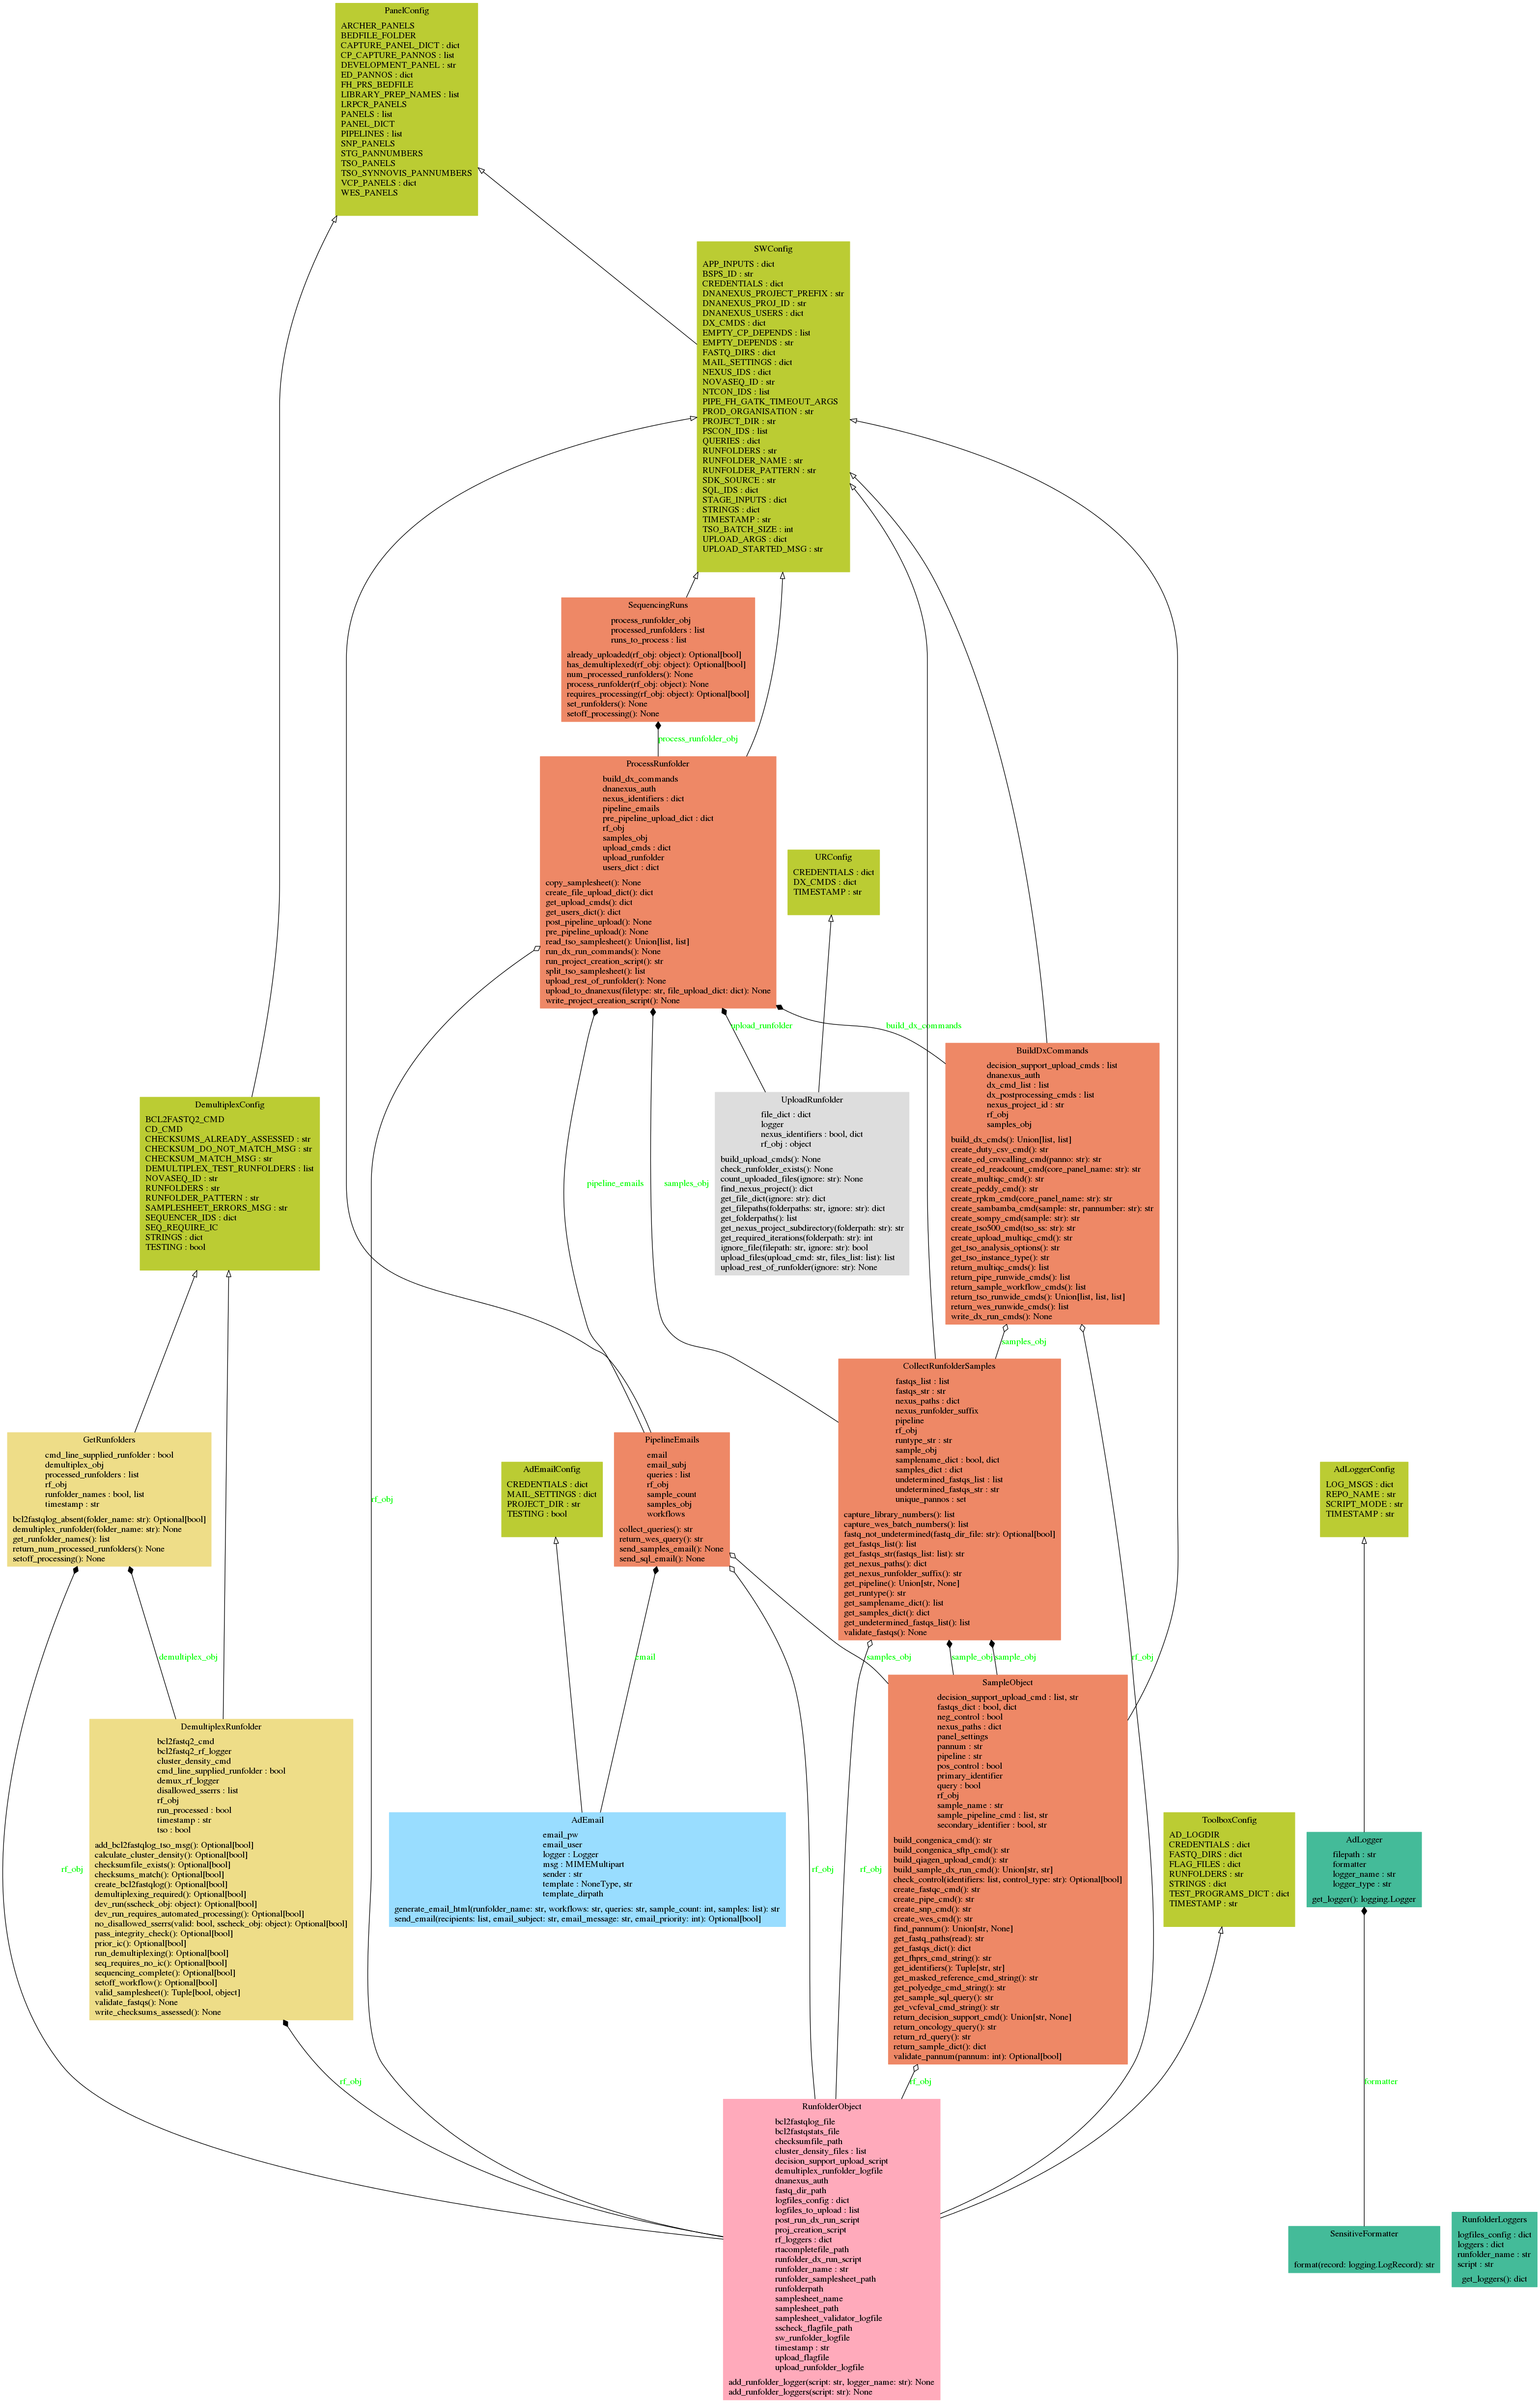 PanelConfig
ARCHER_PANELS
BEDFILE_FOLDER
CAPTURE_PANEL_DICT : dict
CP_CAPTURE_PANNOS : list
DEVELOPMENT_PANEL : str
ED_PANNOS : dict
FH_PRS_BEDFILE
LIBRARY_PREP_NAMES : list
LRPCR_PANELS
PANELS : list
PANEL_DICT
PIPELINES : list
SNP_PANELS
STG_PANNUMBERS
TSO_PANELS
TSO_SYNNOVIS_PANNUMBERS
VCP_PANELS : dict
WES_PANELS
SWConfig
APP_INPUTS : dict
BSPS_ID : str
CREDENTIALS : dict
DNANEXUS_PROJECT_PREFIX : str
DNANEXUS_PROJ_ID : str
DNANEXUS_USERS : dict
DX_CMDS : dict
EMPTY_CP_DEPENDS : list
EMPTY_DEPENDS : str
FASTQ_DIRS : dict
MAIL_SETTINGS : dict
NEXUS_IDS : dict
NOVASEQ_ID : str
NTCON_IDS : list
PIPE_FH_GATK_TIMEOUT_ARGS
PROD_ORGANISATION : str
PROJECT_DIR : str
PSCON_IDS : list
QUERIES : dict
RUNFOLDERS : str
RUNFOLDER_NAME : str
RUNFOLDER_PATTERN : str
SDK_SOURCE : str
SQL_IDS : dict
STAGE_INPUTS : dict
STRINGS : dict
TIMESTAMP : str
TSO_BATCH_SIZE : int
UPLOAD_ARGS : dict
UPLOAD_STARTED_MSG : str
SequencingRuns
process_runfolder_obj
processed_runfolders : list
runs_to_process : list
already_uploaded(rf_obj: object): Optional[bool]
has_demultiplexed(rf_obj: object): Optional[bool]
num_processed_runfolders(): None
process_runfolder(rf_obj: object): None
requires_processing(rf_obj: object): Optional[bool]
set_runfolders(): None
setoff_processing(): None
process_runfolder_obj
ProcessRunfolder
build_dx_commands
dnanexus_auth
nexus_identifiers : dict
pipeline_emails
pre_pipeline_upload_dict : dict
rf_obj
samples_obj
upload_cmds : dict
upload_runfolder
users_dict : dict
copy_samplesheet(): None
create_file_upload_dict(): dict
get_upload_cmds(): dict
get_users_dict(): dict
post_pipeline_upload(): None
pre_pipeline_upload(): None
read_tso_samplesheet(): Union[list, list]
run_dx_run_commands(): None
run_project_creation_script(): str
split_tso_samplesheet(): list
upload_rest_of_runfolder(): None
upload_to_dnanexus(filetype: str, file_upload_dict: dict): None
write_project_creation_script(): None
URConfig
CREDENTIALS : dict
DX_CMDS : dict
TIMESTAMP : str
upload_runfolder
build_dx_commands
BuildDxCommands
decision_support_upload_cmds : list
dnanexus_auth
dx_cmd_list : list
dx_postprocessing_cmds : list
nexus_project_id : str
rf_obj
samples_obj
build_dx_cmds(): Union[list, list]
create_duty_csv_cmd(): str
create_ed_cnvcalling_cmd(panno: str): str
create_ed_readcount_cmd(core_panel_name: str): str
create_multiqc_cmd(): str
create_peddy_cmd(): str
create_rpkm_cmd(core_panel_name: str): str
create_sambamba_cmd(sample: str, pannumber: str): str
create_sompy_cmd(sample: str): str
create_tso500_cmd(tso_ss: str): str
create_upload_multiqc_cmd(): str
get_tso_analysis_options(): str
get_tso_instance_type(): str
return_multiqc_cmds(): list
return_pipe_runwide_cmds(): list
return_sample_workflow_cmds(): list
return_tso_runwide_cmds(): Union[list, list, list]
return_wes_runwide_cmds(): list
write_dx_run_cmds(): None
DemultiplexConfig
BCL2FASTQ2_CMD
CD_CMD
CHECKSUMS_ALREADY_ASSESSED : str
CHECKSUM_DO_NOT_MATCH_MSG : str
CHECKSUM_MATCH_MSG : str
DEMULTIPLEX_TEST_RUNFOLDERS : list
NOVASEQ_ID : str
RUNFOLDERS : str
RUNFOLDER_PATTERN : str
SAMPLESHEET_ERRORS_MSG : str
SEQUENCER_IDS : dict
SEQ_REQUIRE_IC
STRINGS : dict
TESTING : bool
UploadRunfolder
file_dict : dict
logger
nexus_identifiers : bool, dict
rf_obj : object
build_upload_cmds(): None
check_runfolder_exists(): None
count_uploaded_files(ignore: str): None
find_nexus_project(): dict
get_file_dict(ignore: str): dict
get_filepaths(folderpaths: str, ignore: str): dict
get_folderpaths(): list
get_nexus_project_subdirectory(folderpath: str): str
get_required_iterations(folderpath: str): int
ignore_file(filepath: str, ignore: str): bool
upload_files(upload_cmd: str, files_list: list): list
upload_rest_of_runfolder(ignore: str): None
pipeline_emails
samples_obj
samples_obj
CollectRunfolderSamples
fastqs_list : list
fastqs_str : str
nexus_paths : dict
nexus_runfolder_suffix
pipeline
rf_obj
runtype_str : str
sample_obj
samplename_dict : bool, dict
samples_dict : dict
undetermined_fastqs_list : list
undetermined_fastqs_str : str
unique_pannos : set
capture_library_numbers(): list
capture_wes_batch_numbers(): list
fastq_not_undetermined(fastq_dir_file: str): Optional[bool]
get_fastqs_list(): list
get_fastqs_str(fastqs_list: list): str
get_nexus_paths(): dict
get_nexus_runfolder_suffix(): str
get_pipeline(): Union[str, None]
get_runtype(): str
get_samplename_dict(): list
get_samples_dict(): dict
get_undetermined_fastqs_list(): list
validate_fastqs(): None
GetRunfolders
cmd_line_supplied_runfolder : bool
demultiplex_obj
processed_runfolders : list
rf_obj
runfolder_names : bool, list
timestamp : str
bcl2fastqlog_absent(folder_name: str): Optional[bool]
demultiplex_runfolder(folder_name: str): None
get_runfolder_names(): list
return_num_processed_runfolders(): None
setoff_processing(): None
rf_obj
AdEmailConfig
CREDENTIALS : dict
MAIL_SETTINGS : dict
PROJECT_DIR : str
TESTING : bool
PipelineEmails
email
email_subj
queries : list
rf_obj
sample_count
samples_obj
workflows
collect_queries(): str
return_wes_query(): str
send_samples_email(): None
send_sql_email(): None
AdLoggerConfig
LOG_MSGS : dict
REPO_NAME : str
SCRIPT_MODE : str
TIMESTAMP : str
demultiplex_obj
email
samples_obj
sample_obj
sample_obj
rf_obj
SampleObject
decision_support_upload_cmd : list, str
fastqs_dict : bool, dict
neg_control : bool
nexus_paths : dict
panel_settings
pannum : str
pipeline : str
pos_control : bool
primary_identifier
query : bool
rf_obj
sample_name : str
sample_pipeline_cmd : list, str
secondary_identifier : bool, str
build_congenica_cmd(): str
build_congenica_sftp_cmd(): str
build_qiagen_upload_cmd(): str
build_sample_dx_run_cmd(): Union[str, str]
check_control(identifiers: list, control_type: str): Optional[bool]
create_fastqc_cmd(): str
create_pipe_cmd(): str
create_snp_cmd(): str
create_wes_cmd(): str
find_pannum(): Union[str, None]
get_fastq_paths(read): str
get_fastqs_dict(): dict
get_fhprs_cmd_string(): str
get_identifiers(): Tuple[str, str]
get_masked_reference_cmd_string(): str
get_polyedge_cmd_string(): str
get_sample_sql_query(): str
get_vcfeval_cmd_string(): str
return_decision_support_cmd(): Union[str, None]
return_oncology_query(): str
return_rd_query(): str
return_sample_dict(): dict
validate_pannum(pannum: int): Optional[bool]
DemultiplexRunfolder
bcl2fastq2_cmd
bcl2fastq2_rf_logger
cluster_density_cmd
cmd_line_supplied_runfolder : bool
demux_rf_logger
disallowed_sserrs : list
rf_obj
run_processed : bool
timestamp : str
tso : bool
add_bcl2fastqlog_tso_msg(): Optional[bool]
calculate_cluster_density(): Optional[bool]
checksumfile_exists(): Optional[bool]
checksums_match(): Optional[bool]
create_bcl2fastqlog(): Optional[bool]
demultiplexing_required(): Optional[bool]
dev_run(sscheck_obj: object): Optional[bool]
dev_run_requires_automated_processing(): Optional[bool]
no_disallowed_sserrs(valid: bool, sscheck_obj: object): Optional[bool]
pass_integrity_check(): Optional[bool]
prior_ic(): Optional[bool]
run_demultiplexing(): Optional[bool]
seq_requires_no_ic(): Optional[bool]
sequencing_complete(): Optional[bool]
setoff_workflow(): Optional[bool]
valid_samplesheet(): Tuple[bool, object]
validate_fastqs(): None
write_checksums_assessed(): None
AdEmail
email_pw
email_user
logger : Logger
msg : MIMEMultipart
sender : str
template : NoneType, str
template_dirpath
generate_email_html(runfolder_name: str, workflows: str, queries: str, sample_count: int, samples: list): str
send_email(recipients: list, email_subject: str, email_message: str, email_priority: int): Optional[bool]
ToolboxConfig
AD_LOGDIR
CREDENTIALS : dict
FASTQ_DIRS : dict
FLAG_FILES : dict
RUNFOLDERS : str
STRINGS : dict
TEST_PROGRAMS_DICT : dict
TIMESTAMP : str
AdLogger
filepath : str
formatter
logger_name : str
logger_type : str
get_logger(): logging.Logger
rf_obj
rf_obj
rf_obj
rf_obj
rf_obj
formatter
RunfolderObject
bcl2fastqlog_file
bcl2fastqstats_file
checksumfile_path
cluster_density_files : list
decision_support_upload_script
demultiplex_runfolder_logfile
dnanexus_auth
fastq_dir_path
logfiles_config : dict
logfiles_to_upload : list
post_run_dx_run_script
proj_creation_script
rf_loggers : dict
rtacompletefile_path
runfolder_dx_run_script
runfolder_name : str
runfolder_samplesheet_path
runfolderpath
samplesheet_name
samplesheet_path
samplesheet_validator_logfile
sscheck_flagfile_path
sw_runfolder_logfile
timestamp : str
upload_flagfile
upload_runfolder_logfile
add_runfolder_logger(script: str, logger_name: str): None
add_runfolder_loggers(script: str): None
SensitiveFormatter
format(record: logging.LogRecord): str
RunfolderLoggers
logfiles_config : dict
loggers : dict
runfolder_name : str
script : str
get_loggers(): dict